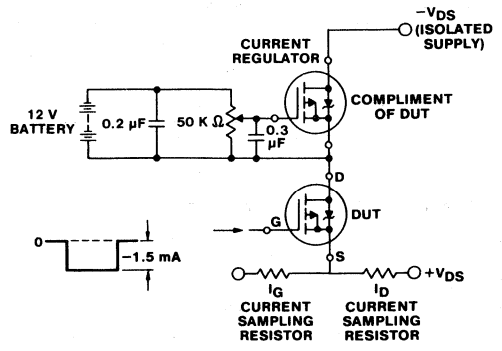 −VDS
(ISOLATED
SUPPLY)
CURRENT
REGULATOR
COMPLIMENT
OF DUT
12 V
BATTERY
0.2 µF
50 K Ω
0.3
µF
D
DUT
G
S
0
−1.5 mA
+VDS
IG
CURRENT
SAMPLING
RESISTOR
ID
CURRENT
SAMPLING
RESISTOR